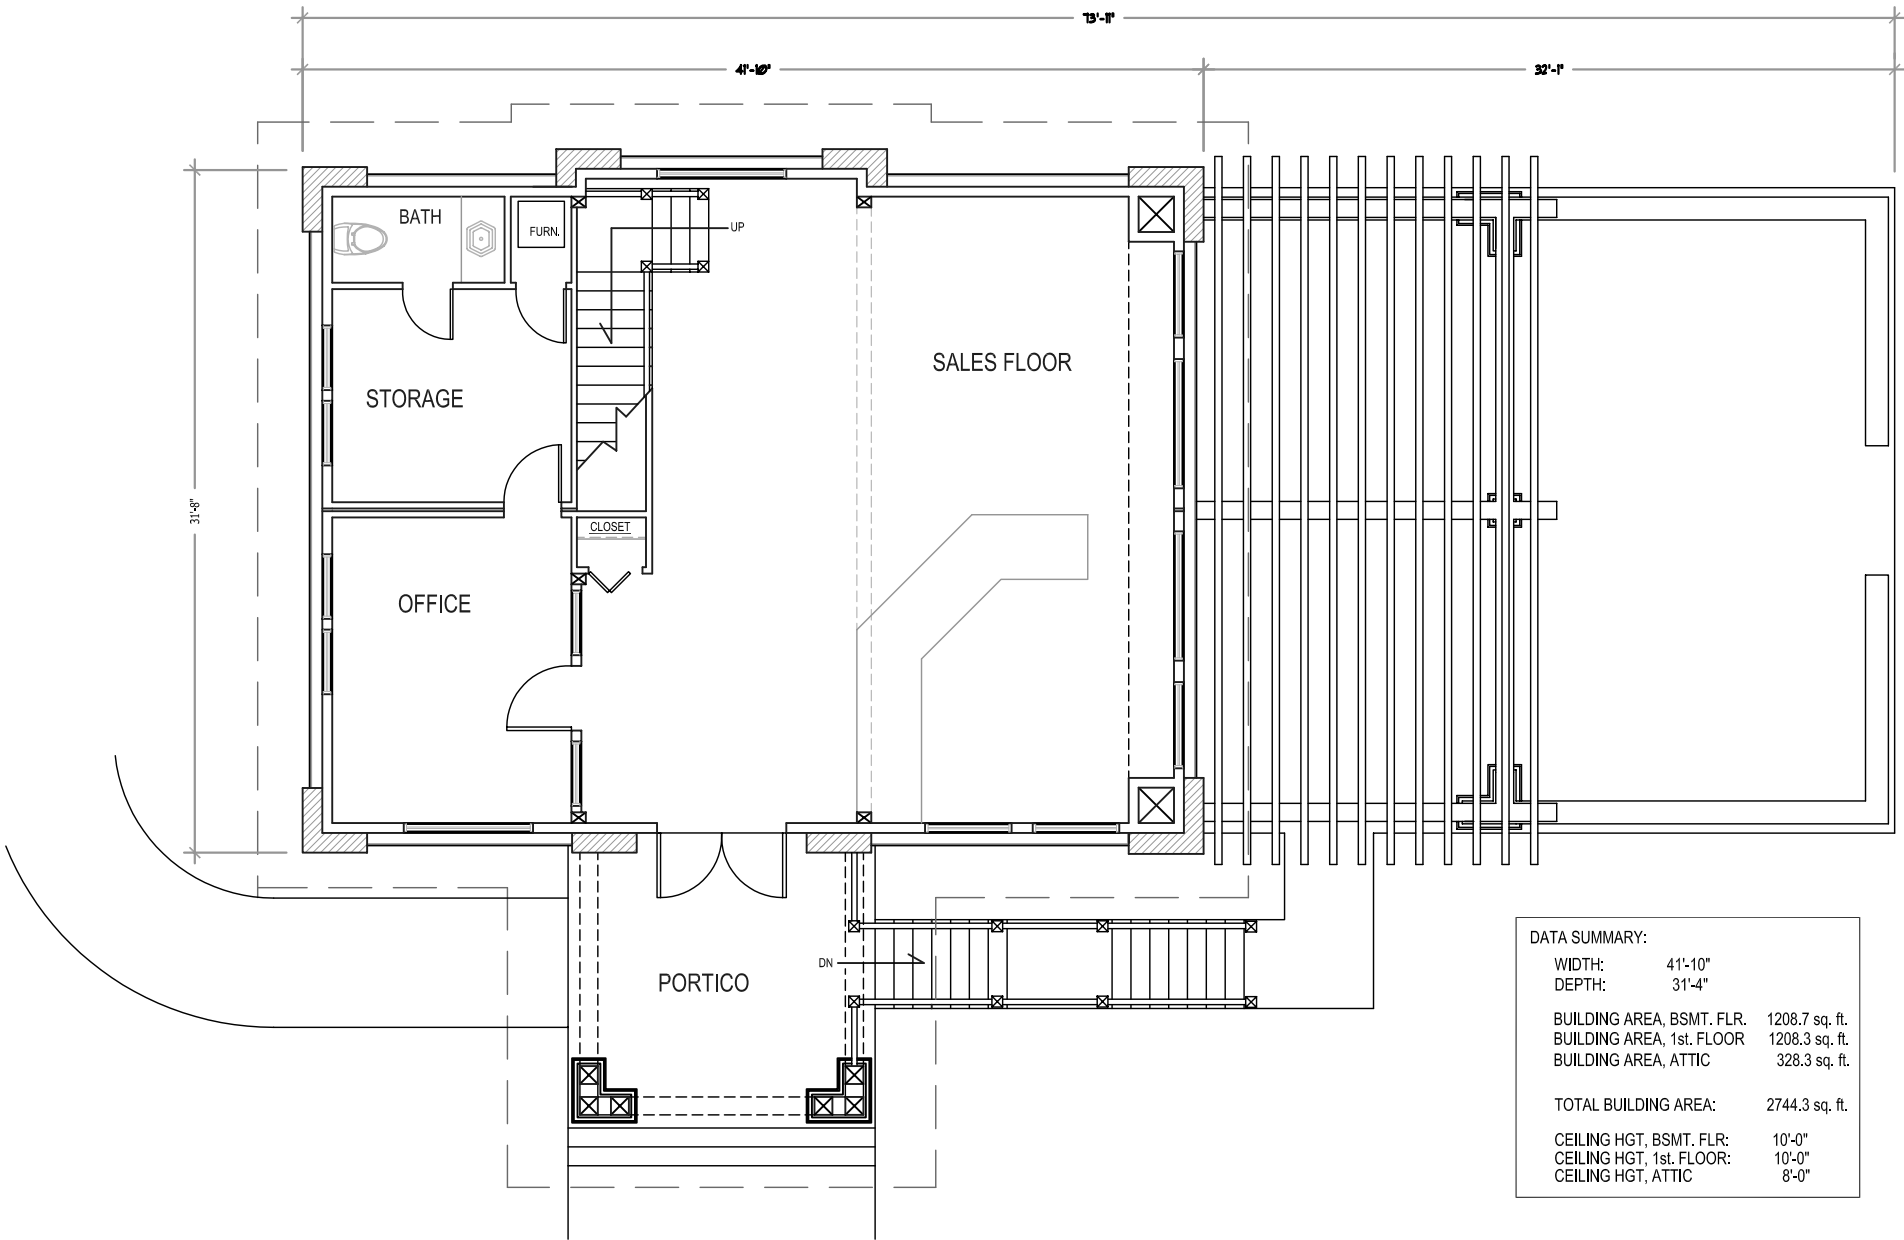 73'-11"
41'-10"
32'-1"
BATH
FURN.
UP
SALES FLOOR
STORAGE
31'-8"
CLOSET
OFFICE
DN
PORTICO
DATA SUMMARY:
WIDTH: 41'-10"
DEPTH: 31'-4"
BUILDING AREA, BSMT. FLR. 1208.7 sq. ft.
BUILDING AREA, 1st. FLOOR 1208.3 sq. ft.
BUILDING AREA, ATTIC 328.3 sq. ft.
TOTAL BUILDING AREA: 2744.3 sq. ft.
CEILING HGT, BSMT. FLR: 10'-0"
CEILING HGT, 1st. FLOOR: 10'-0"
CEILING HGT, ATTIC 8'-0"